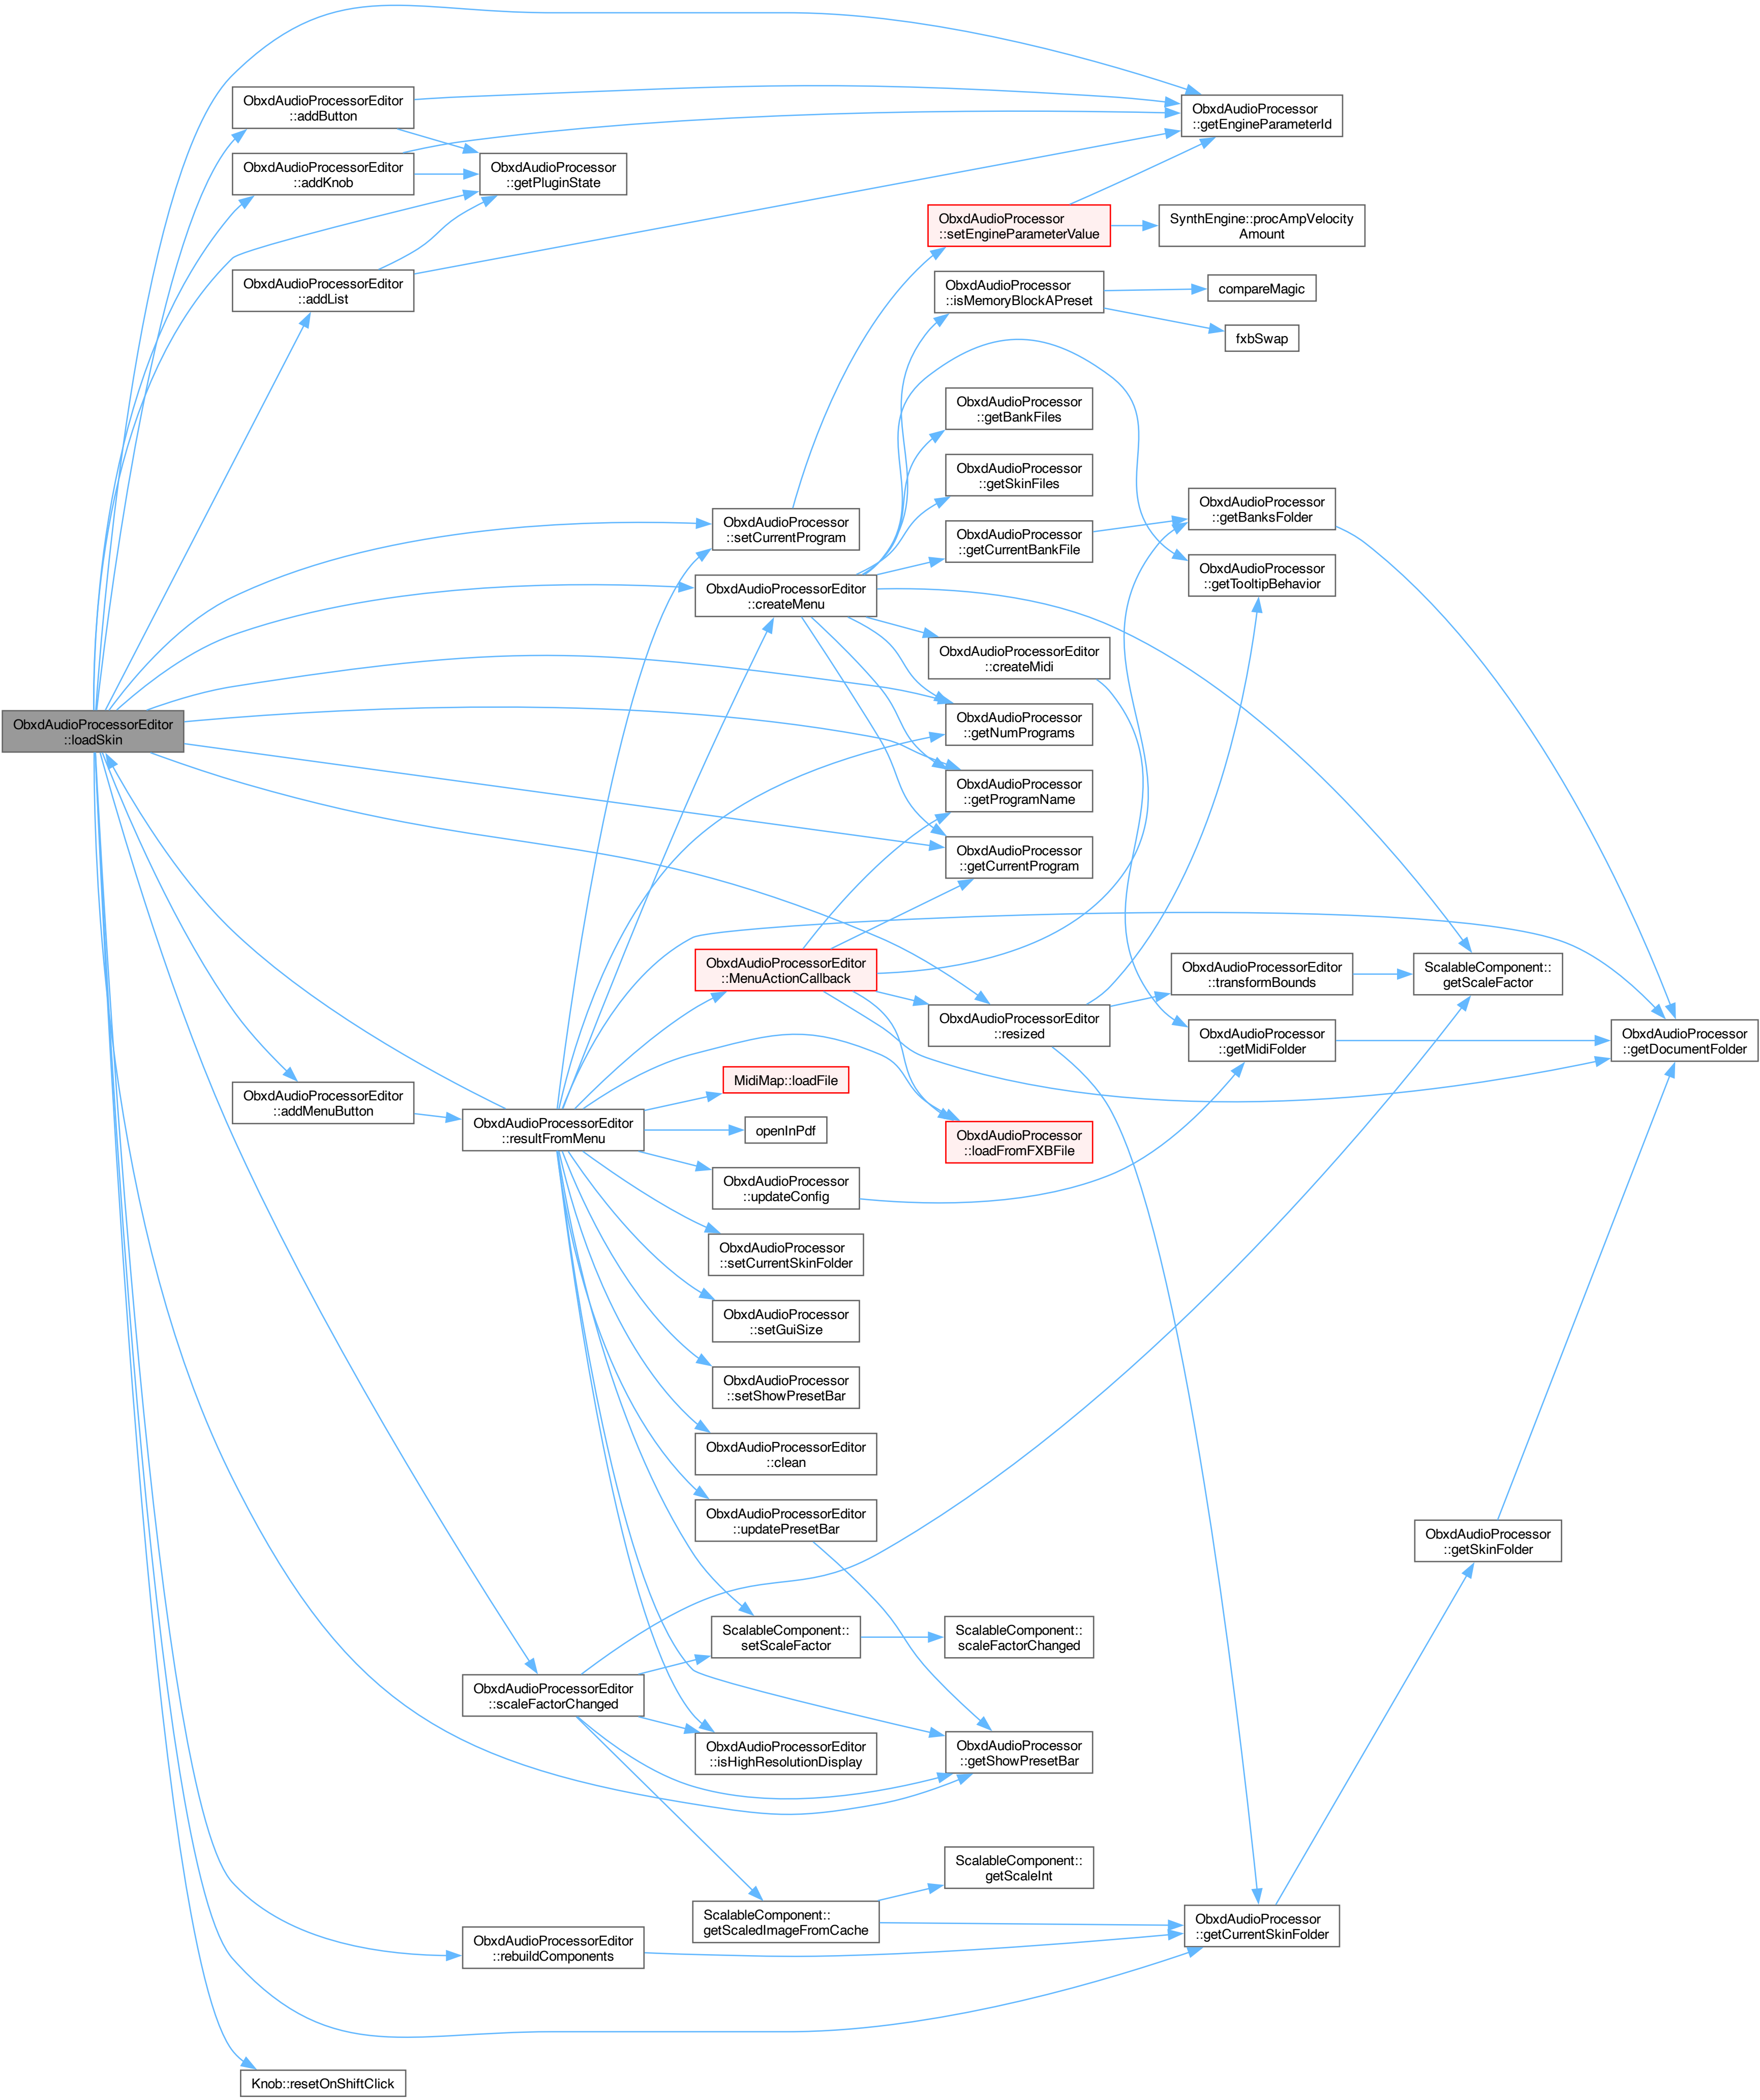 ObxdAudioProcessorEditor
::addButton
ObxdAudioProcessor
::getEngineParameterId
ObxdAudioProcessorEditor
::addKnob
ObxdAudioProcessor
::getPluginState
ObxdAudioProcessor
::setEngineParameterValue
SynthEngine::procAmpVelocity
Amount
ObxdAudioProcessorEditor
::addList
ObxdAudioProcessor
::isMemoryBlockAPreset
compareMagic
fxbSwap
ObxdAudioProcessor
::getBankFiles
ObxdAudioProcessor
::getSkinFiles
ObxdAudioProcessor
::getBanksFolder
ObxdAudioProcessor
::setCurrentProgram
ObxdAudioProcessor
::getCurrentBankFile
ObxdAudioProcessor
::getTooltipBehavior
ObxdAudioProcessorEditor
::createMenu
ObxdAudioProcessorEditor
::createMidi
ObxdAudioProcessorEditor
::loadSkin
ObxdAudioProcessor
::getNumPrograms
ObxdAudioProcessor
::getProgramName
ObxdAudioProcessor
::getCurrentProgram
ObxdAudioProcessorEditor
::MenuActionCallback
ObxdAudioProcessorEditor
::transformBounds
ScalableComponent::
getScaleFactor
ObxdAudioProcessorEditor
::resized
ObxdAudioProcessor
::getMidiFolder
ObxdAudioProcessor
::getDocumentFolder
MidiMap::loadFile
ObxdAudioProcessorEditor
::addMenuButton
ObxdAudioProcessorEditor
::resultFromMenu
openInPdf
ObxdAudioProcessor
::loadFromFXBFile
ObxdAudioProcessor
::updateConfig
ObxdAudioProcessor
::setCurrentSkinFolder
ObxdAudioProcessor
::setGuiSize
ObxdAudioProcessor
::setShowPresetBar
ObxdAudioProcessorEditor
::clean
ObxdAudioProcessorEditor
::updatePresetBar
ObxdAudioProcessor
::getSkinFolder
ScalableComponent::
setScaleFactor
ScalableComponent::
scaleFactorChanged
ObxdAudioProcessorEditor
::scaleFactorChanged
ObxdAudioProcessorEditor
::isHighResolutionDisplay
ObxdAudioProcessor
::getShowPresetBar
ScalableComponent::
getScaleInt
ScalableComponent::
getScaledImageFromCache
ObxdAudioProcessor
::getCurrentSkinFolder
ObxdAudioProcessorEditor
::rebuildComponents
Knob::resetOnShiftClick